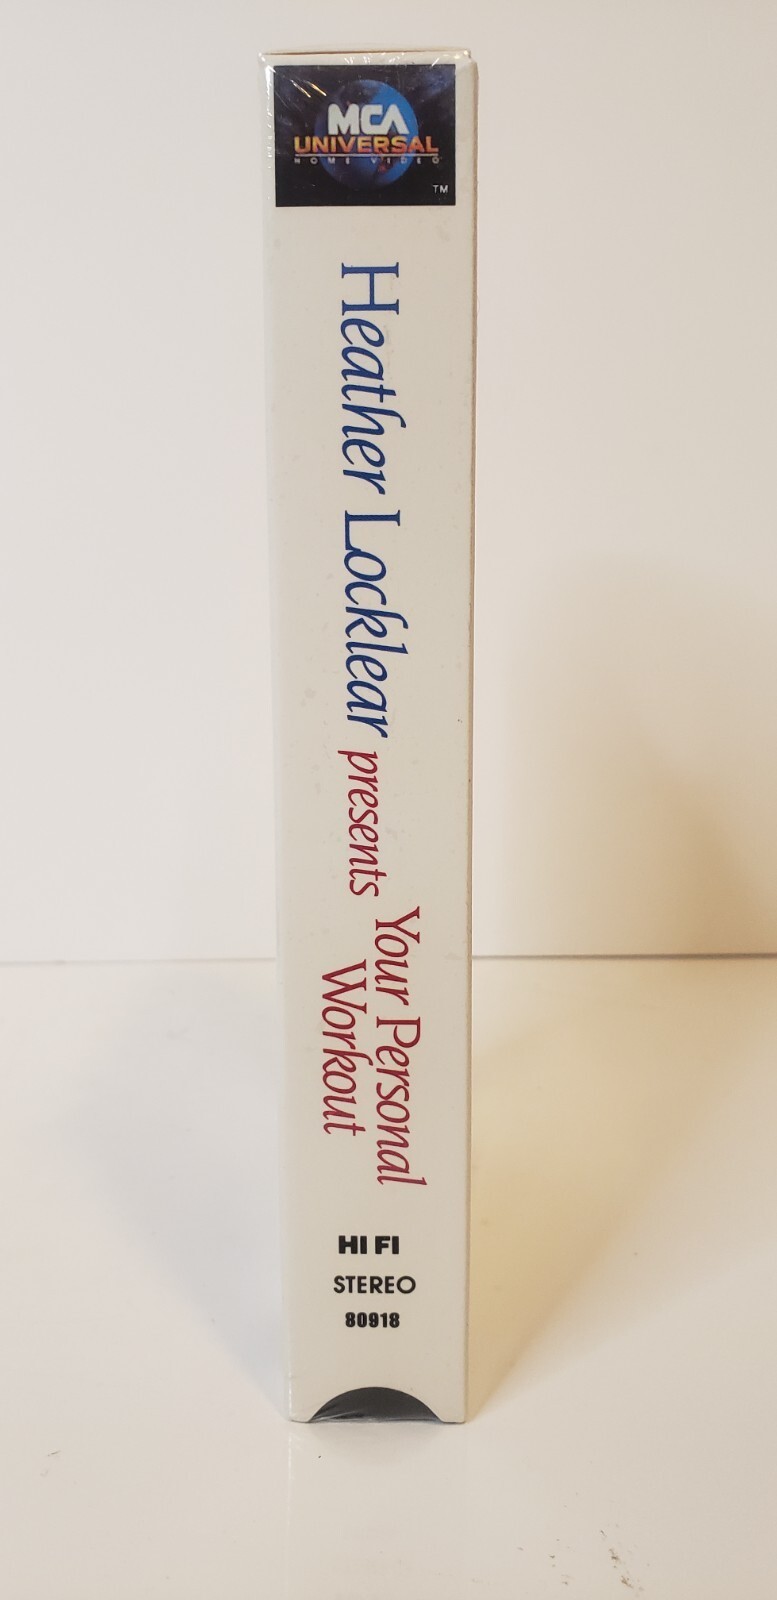 MCA
UNIVERSAL
HOME VIDEO
TM
Heather Locklear presents
Your Personal
Workout
HI FI
STEREO
80918